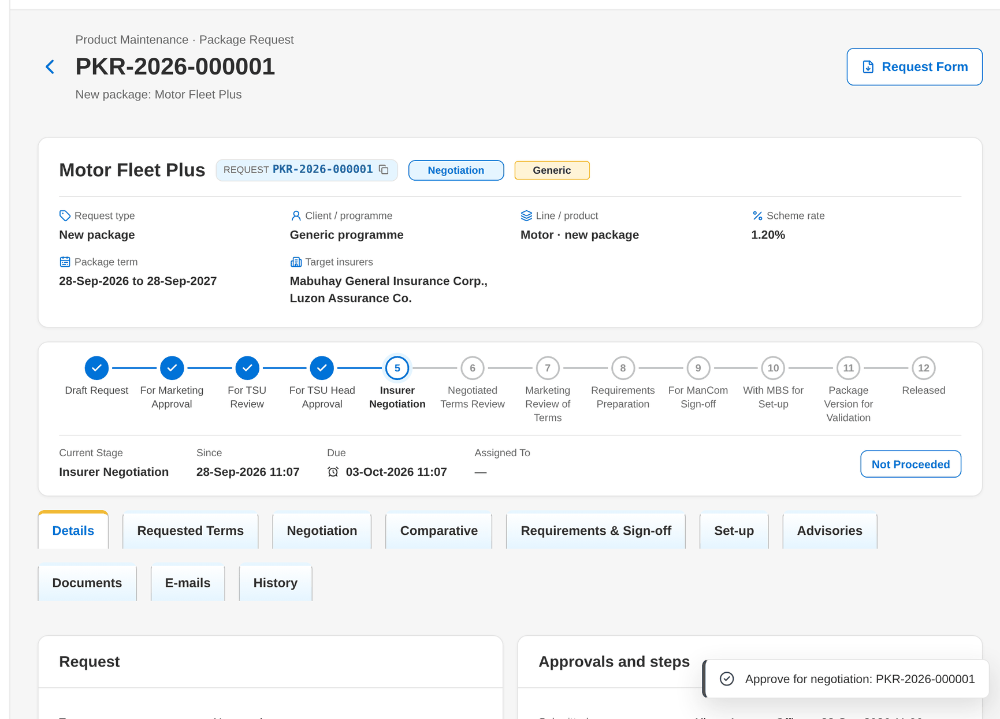 Product Maintenance · Package Request
PKR-2026-000001
New package: Motor Fleet Plus
Request Form
Motor Fleet Plus
REQUEST PKR-2026-000001
Negotiation
Generic
Request type
New package
Client / programme
Generic programme
Line / product
Motor · new package
Scheme rate
1.20%
Package term
28-Sep-2026 to 28-Sep-2027
Target insurers
Mabuhay General Insurance Corp.,
Luzon Assurance Co.
Draft Request
For Marketing
Approval
For TSU
Review
For TSU Head
Approval
5
Insurer
Negotiation
6
Negotiated
Terms Review
7
Marketing
Review of
Terms
8
Requirements
Preparation
9
For ManCom
Sign-off
10
With MBS for
Set-up
11
Package
Version for
Validation
12
Released
Current Stage
Insurer Negotiation
Since
28-Sep-2026 11:07
Due
03-Oct-2026 11:07
Assigned To
—
Not Proceeded
Details
Requested Terms
Negotiation
Comparative
Requirements & Sign-off
Set-up
Advisories
Documents
E-mails
History
Request
Approvals and steps
Approve for negotiation: PKR-2026-000001